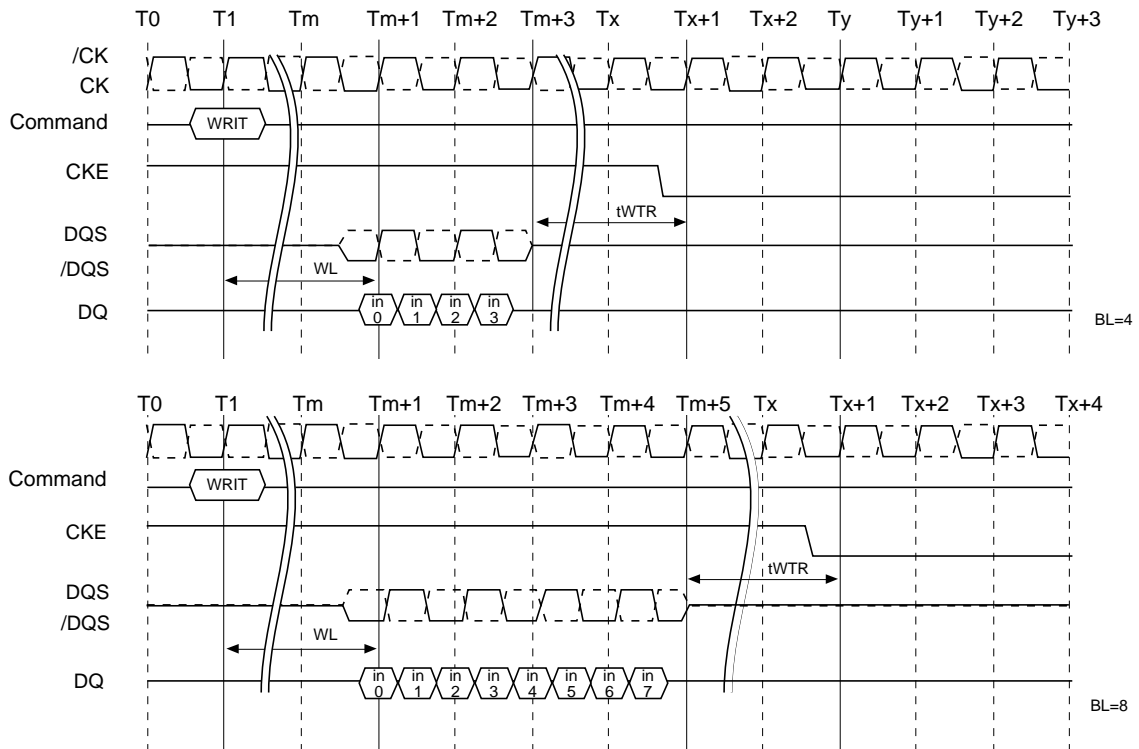 T0 T1 Tm Tm+1 Tm+2 Tm+3 Tx Tx+1 Tx+2 Ty Ty+1 Ty+2 Ty+3
/CK
CK
Command WRIT
CKE
tWTR
DQS
/DQS
WL
DQ in 0 in 1 in 2 in 3
BL=4
T0 T1 Tm Tm+1 Tm+2 Tm+3 Tm+4 Tm+5 Tx Tx+1 Tx+2 Tx+3 Tx+4
Command WRIT
CKE
tWTR
DQS
/DQS
WL
DQ in 0 in 1 in 2 in 3 in 4 in 5 in 6 in 7
BL=8